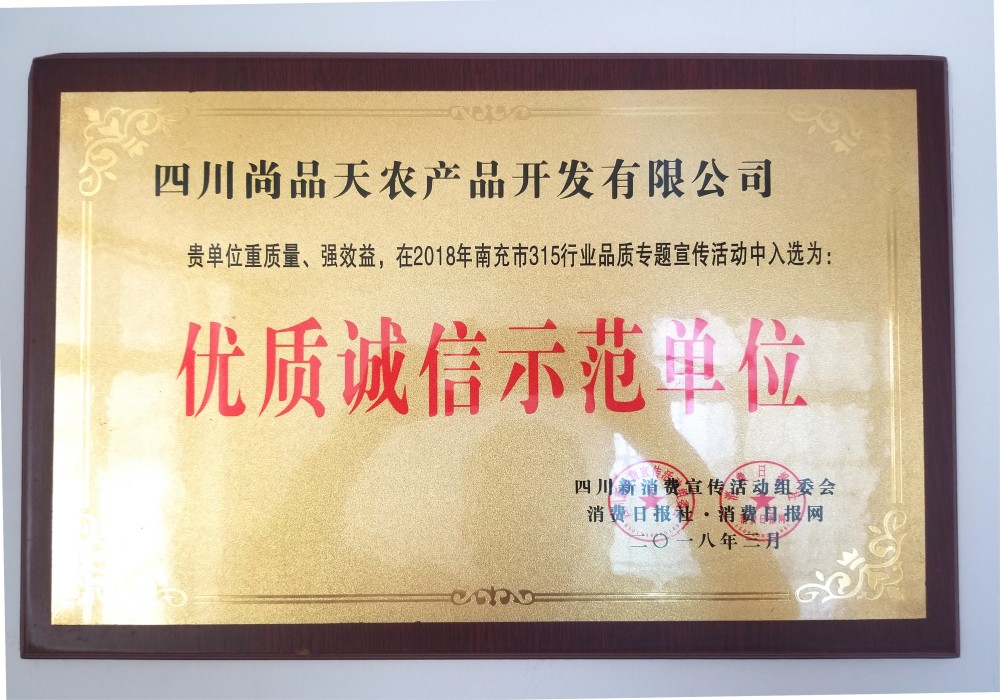 四川尚品天农产品开发有限公司
贵单位重质量、强效益，在2018年南充市315行业品质专题宣传活动中入选为：
优质诚信示范单位
四川新消费宣传活动组委会
消费日报社·消费日报网
二〇一八年三月